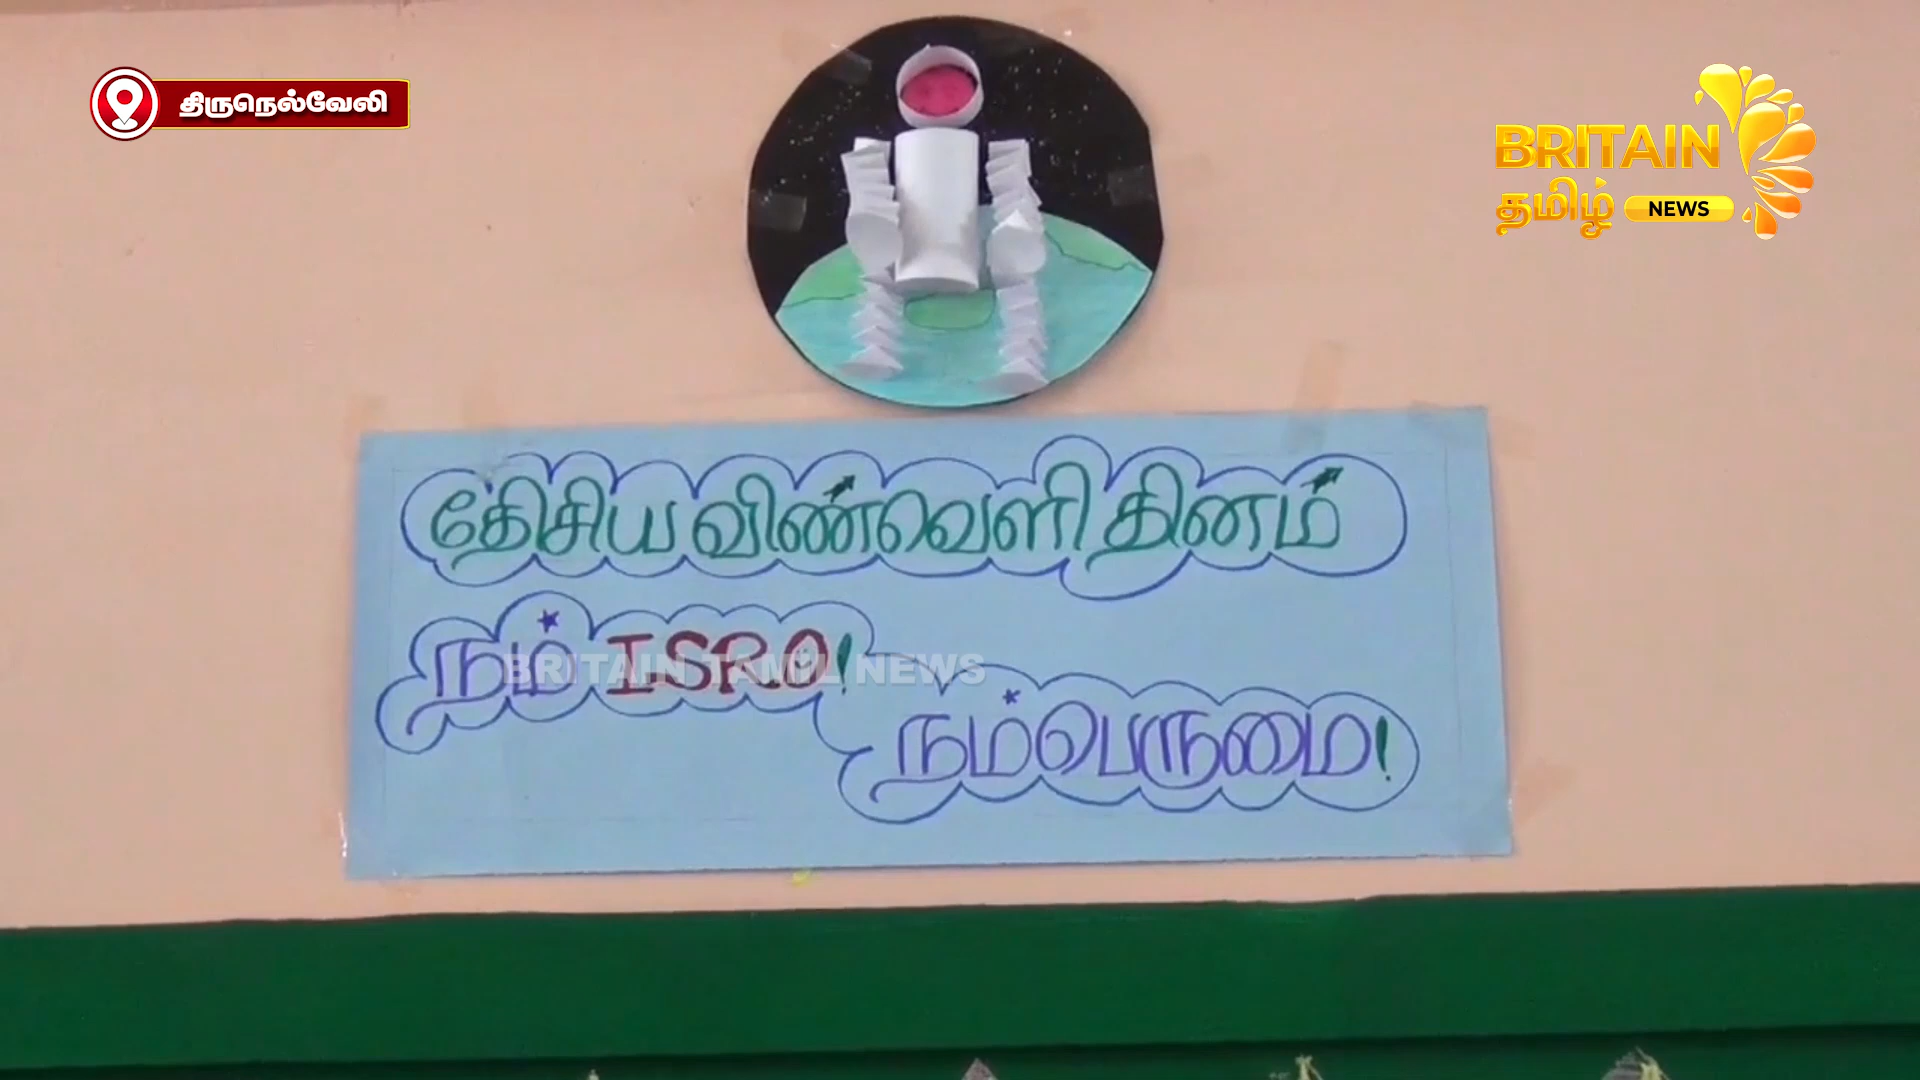 திருநெல்வேலி
BRITAIN
தமிழ் NEWS
தேசிய விண்வெளி தினம்
நம் ISRO!
BRITAIN TAMIL NEWS
நம்பெருமை!